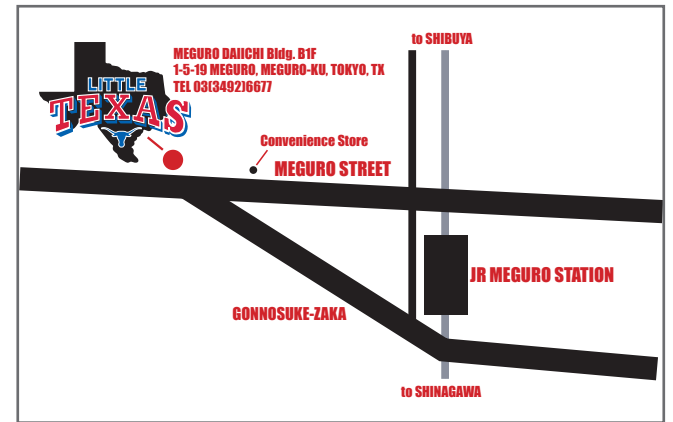 to SHIBUYA
MEGURO DAIICHI Bldg. B1F
1-5-19 MEGURO, MEGURO-KU, TOKYO, TX
TEL 03(3492)6677
LITTLE
TEXAS
Convenience Store
MEGURO STREET
JR MEGURO STATION
GONNOSUKE-ZAKA
to SHINAGAWA